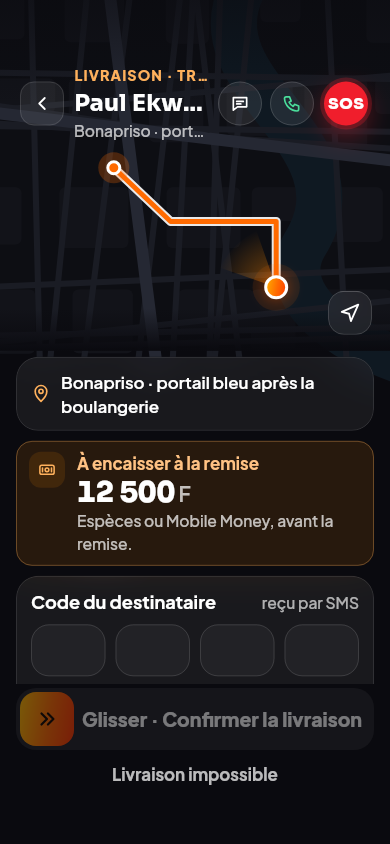 LIVRAISON · TR…
Paul Ekw…
SOS
Bonapriso · port…
Bonapriso · portail bleu après la
boulangerie
À encaisser à la remise
12 500 F
Espèces ou Mobile Money, avant la
remise.
Code du destinataire
reçu par SMS
Glisser · Confirmer la livraison
Livraison impossible